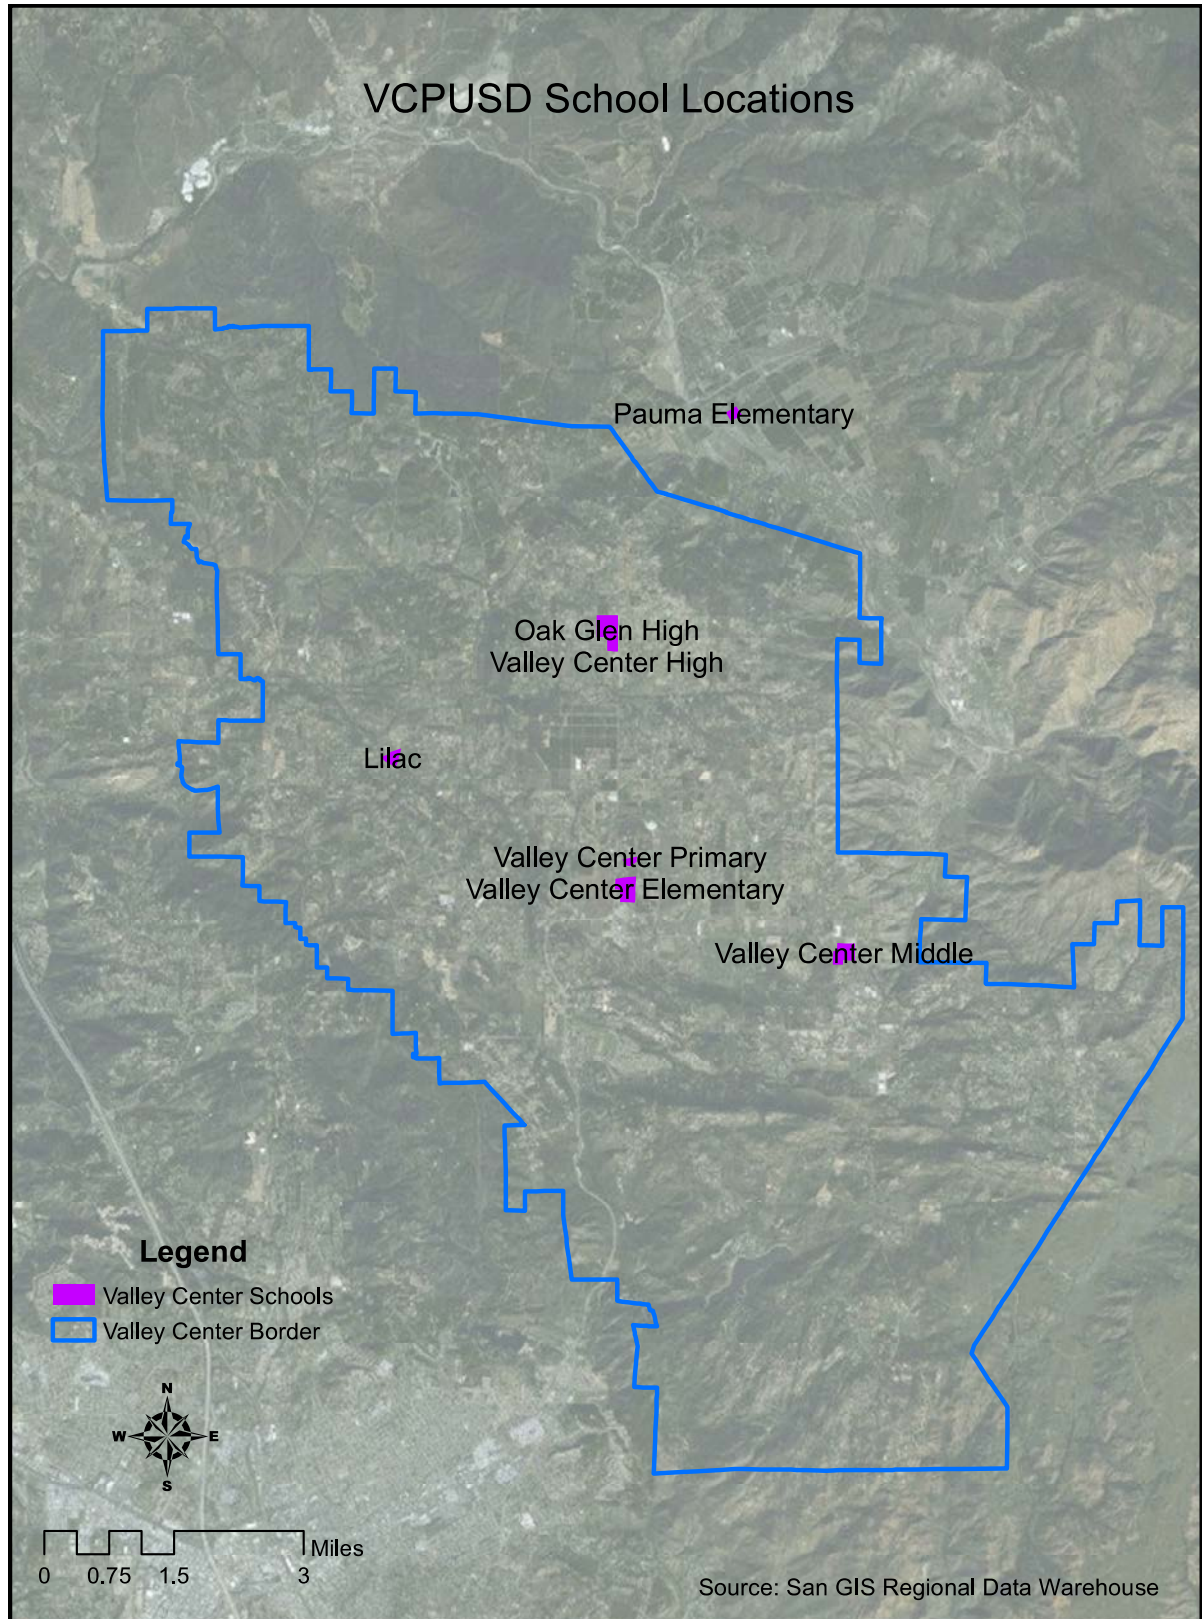 VCPUSD School Locations
Pauma Elementary
Oak Glen High
Valley Center High
Lilac
Valley Center Primary
Valley Center Elementary
Valley Center Middle
Legend
Valley Center Schools
Valley Center Border
N
W E
S
Miles
0 0.75 1.5 3
Source: San GIS Regional Data Warehouse